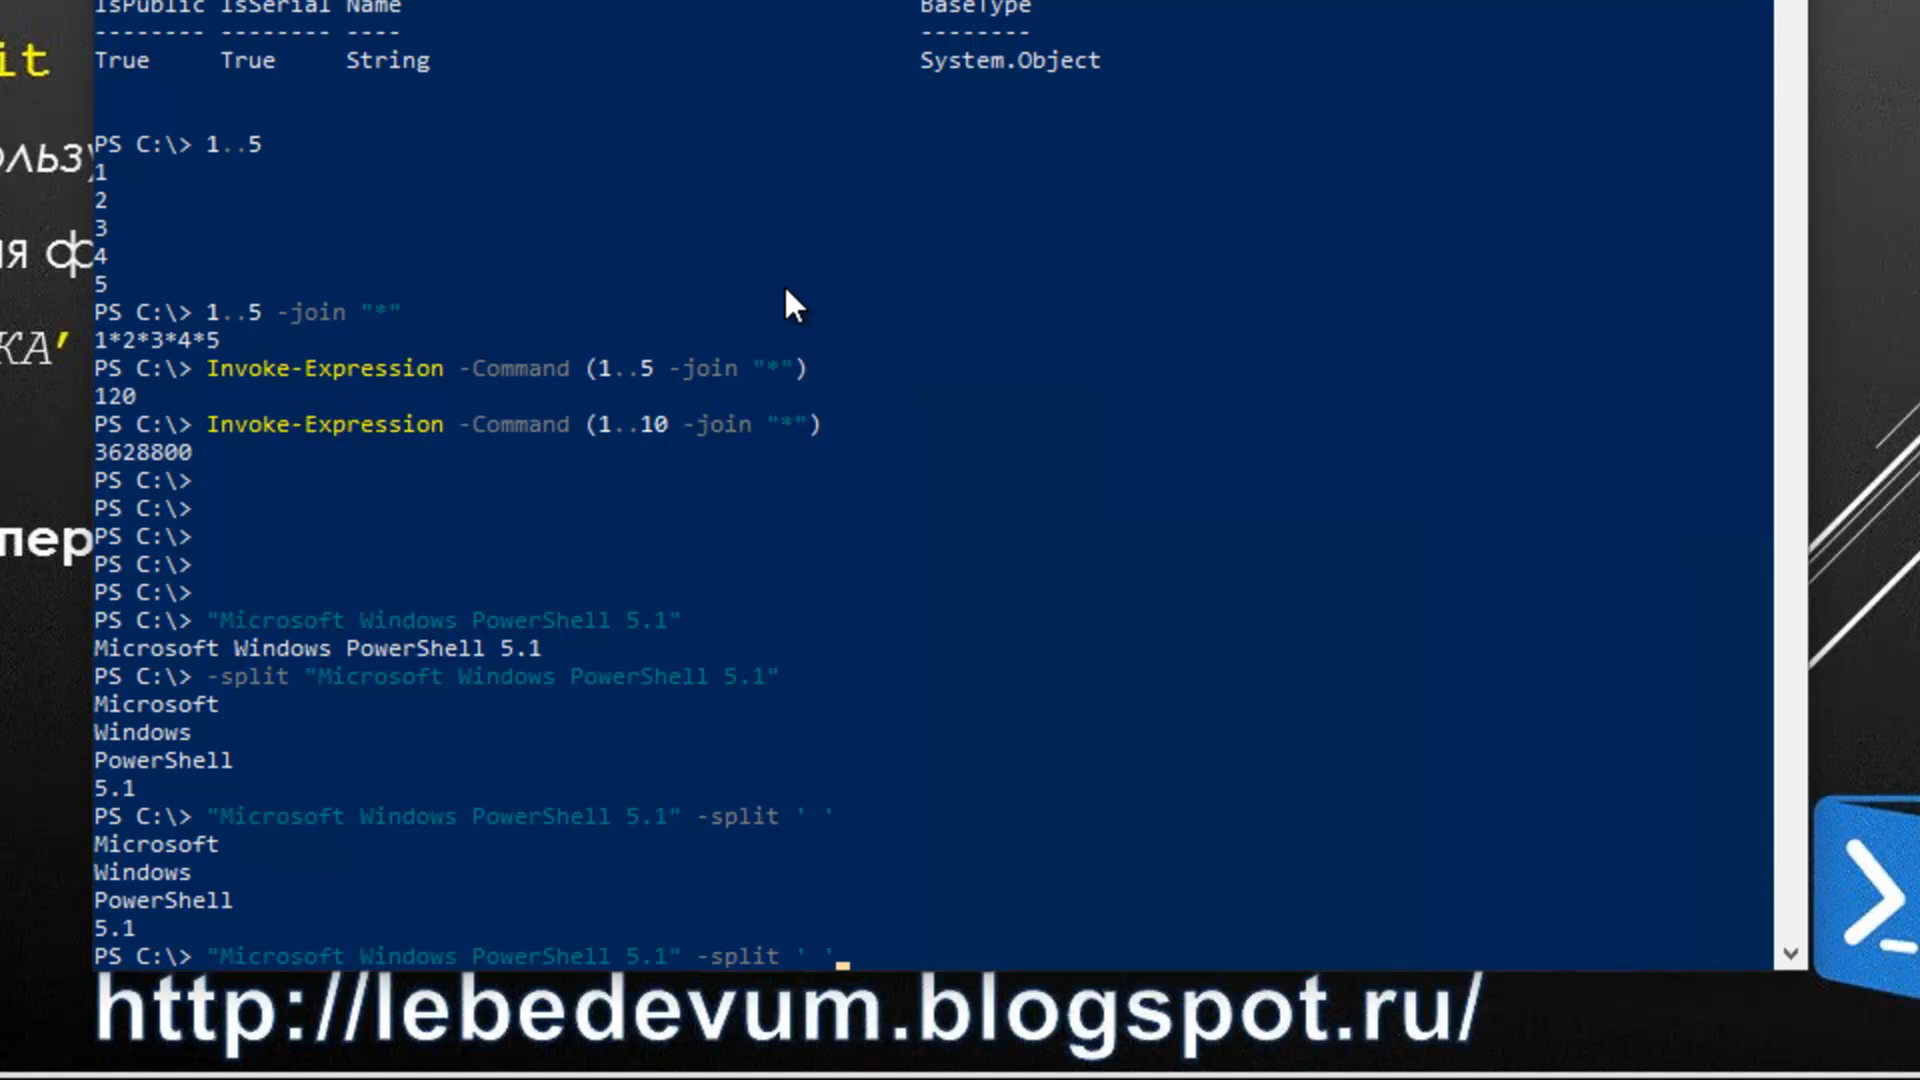 IsPublic IsSerial Name BaseType
-------- -------- ---- --------
True True String System.Object
it
PS C:\> 1..5
ользу
1
2
3
ия ф
4
5
PS C:\> 1..5 -join "*"
КА'
1*2*3*4*5
PS C:\> Invoke-Expression -Command (1..5 -join "*")
120
PS C:\> Invoke-Expression -Command (1..10 -join "*")
3628800
PS C:\>
PS C:\>
PS C:\>
пер
PS C:\>
PS C:\>
PS C:\> "Microsoft Windows PowerShell 5.1"
Microsoft Windows PowerShell 5.1
PS C:\> -split "Microsoft Windows PowerShell 5.1"
Microsoft
Windows
PowerShell
5.1
PS C:\> "Microsoft Windows PowerShell 5.1" -split ' '
Microsoft
Windows
PowerShell
5.1
PS C:\> "Microsoft Windows PowerShell 5.1" -split ' '
http://lebedevum.blogspot.ru/